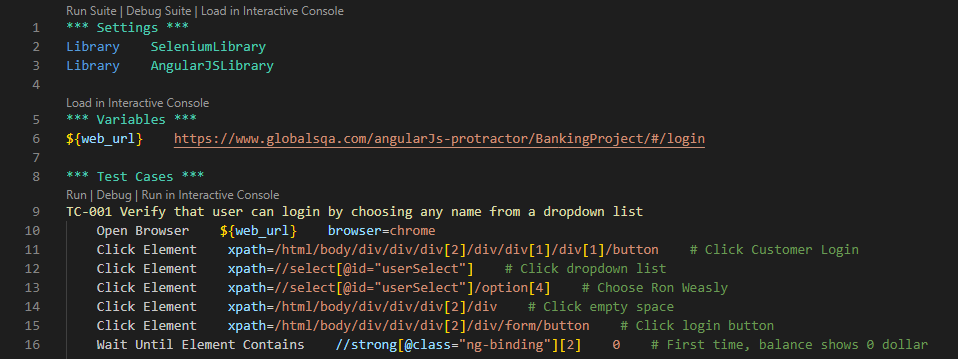 Run Suite | Debug Suite | Load in Interactive Console
1 *** Settings ***
2 Library    SeleniumLibrary
3 Library    AngularJSLibrary
4
Load in Interactive Console
5 *** Variables ***
6 ${web_url}    https://www.globalsqa.com/angularJs-protractor/BankingProject/#/login
7
8 *** Test Cases ***
Run | Debug | Run in Interactive Console
9 TC-001 Verify that user can login by choosing any name from a dropdown list
10     Open Browser    ${web_url}    browser=chrome
11     Click Element    xpath=/html/body/div/div/div[2]/div/div[1]/div[1]/button    # Click Customer Login
12     Click Element    xpath=//select[@id="userSelect"]    # Click dropdown list
13     Click Element    xpath=//select[@id="userSelect"]/option[4]    # Choose Ron Weasly
14     Click Element    xpath=/html/body/div/div/div[2]/div    # Click empty space
15     Click Element    xpath=/html/body/div/div/div[2]/div/form/button    # Click login button
16     Wait Until Element Contains    //strong[@class="ng-binding"][2]    0    # First time, balance shows 0 dollar